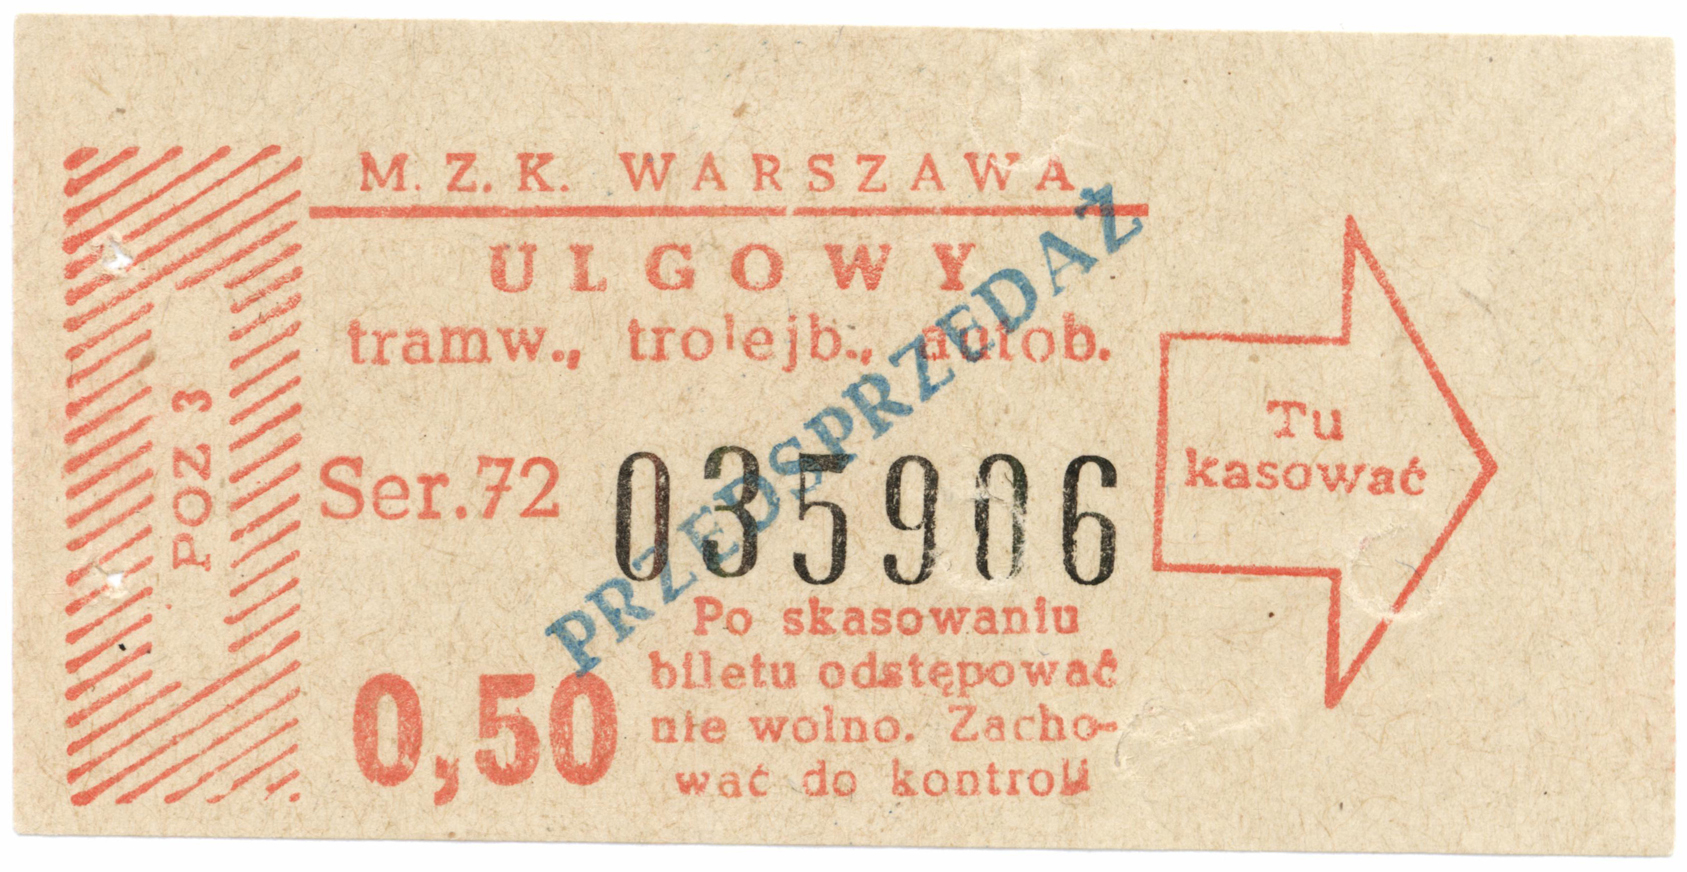 M. Z. K. WARSZAWA
ULGOWY
tramw., trolejb., autob.
PRZEDSPRZEDAŻ
POZ 3
Ser. 72 035906
Tu
kasować
0,50
Po skasowaniu
biletu odstępować
nie wolno. Zacho-
wać do kontroli